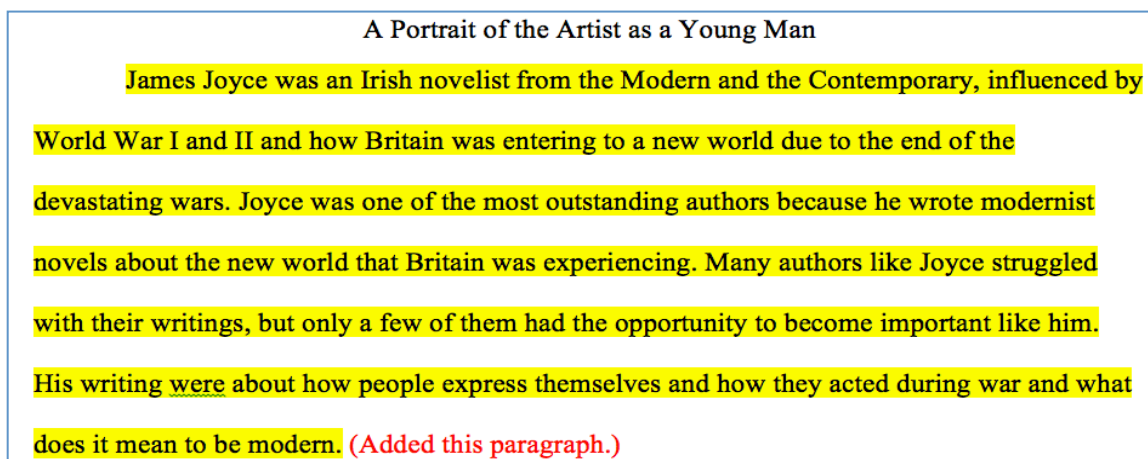 A Portrait of the Artist as a Young Man
James Joyce was an Irish novelist from the Modern and the Contemporary, influenced by
World War I and II and how Britain was entering to a new world due to the end of the
devastating wars. Joyce was one of the most outstanding authors because he wrote modernist
novels about the new world that Britain was experiencing. Many authors like Joyce struggled
with their writings, but only a few of them had the opportunity to become important like him.
His writing were about how people express themselves and how they acted during war and what
does it mean to be modern. (Added this paragraph.)